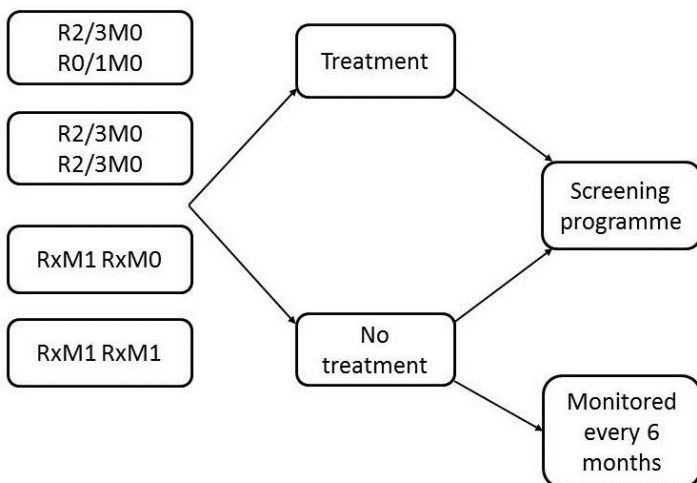 R2/3M0
R0/1M0
R2/3M0
R2/3M0
RxM1 RxM0
RxM1 RxM1
Treatment
No
treatment
Screening
programme
Monitored
every 6
months